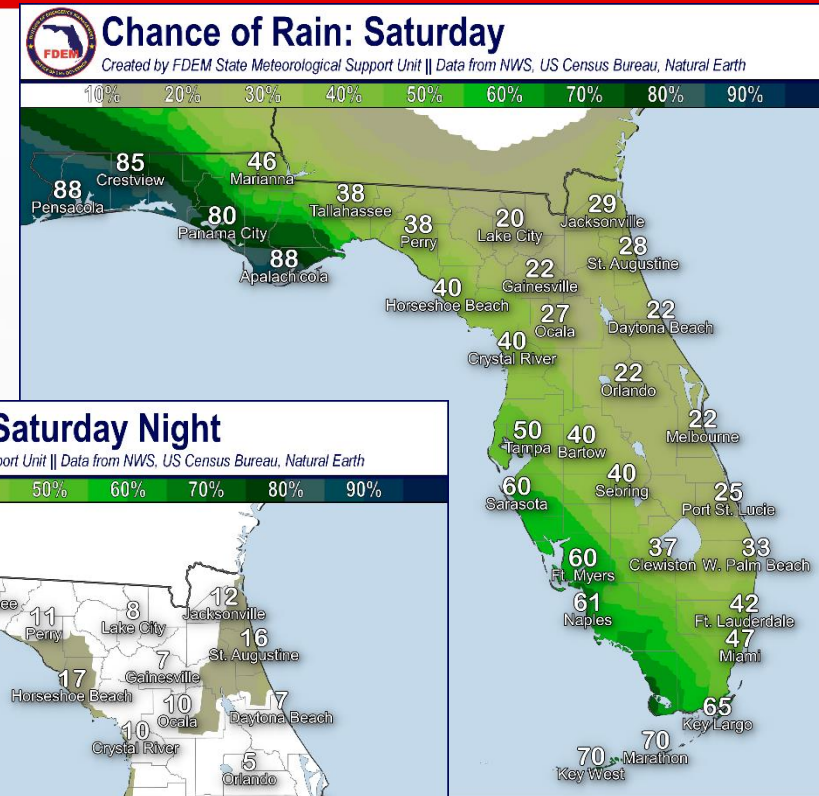 FDEM
Chance of Rain: Saturday
Created by FDEM State Meteorological Support Unit || Data from NWS, US Census Bureau, Natural Earth
10% 20% 30% 40% 50% 60% 70% 80% 90%
85
Crestview
88
Pensacola
46
Marianna
80
Panama City
88
Apalachicola
38
Tallahassee
38
Perry
20
Lake City
29
Jacksonville
28
St. Augustine
40
Horseshoe Beach
22
Gainesville
27
Ocala
22
Daytona Beach
40
Crystal River
22
Orlando
50
Tampa
40
Bartow
22
Melbourne
60
Sarasota
40
Sebring
25
Port St. Lucie
60
Ft. Myers
37
Clewiston
33
W. Palm Beach
61
Naples
42
Ft. Lauderdale
47
Miami
65
Key Largo
70
Marathon
70
Key West
Saturday Night
port Unit || Data from NWS, US Census Bureau, Natural Earth
50% 60% 70% 80% 90%
ee
11
Perry
8
Lake City
12
Jacksonville
16
St. Augustine
17
Horseshoe Beach
7
Gainesville
10
Ocala
7
Daytona Beach
10
Crystal River
5
Orlando